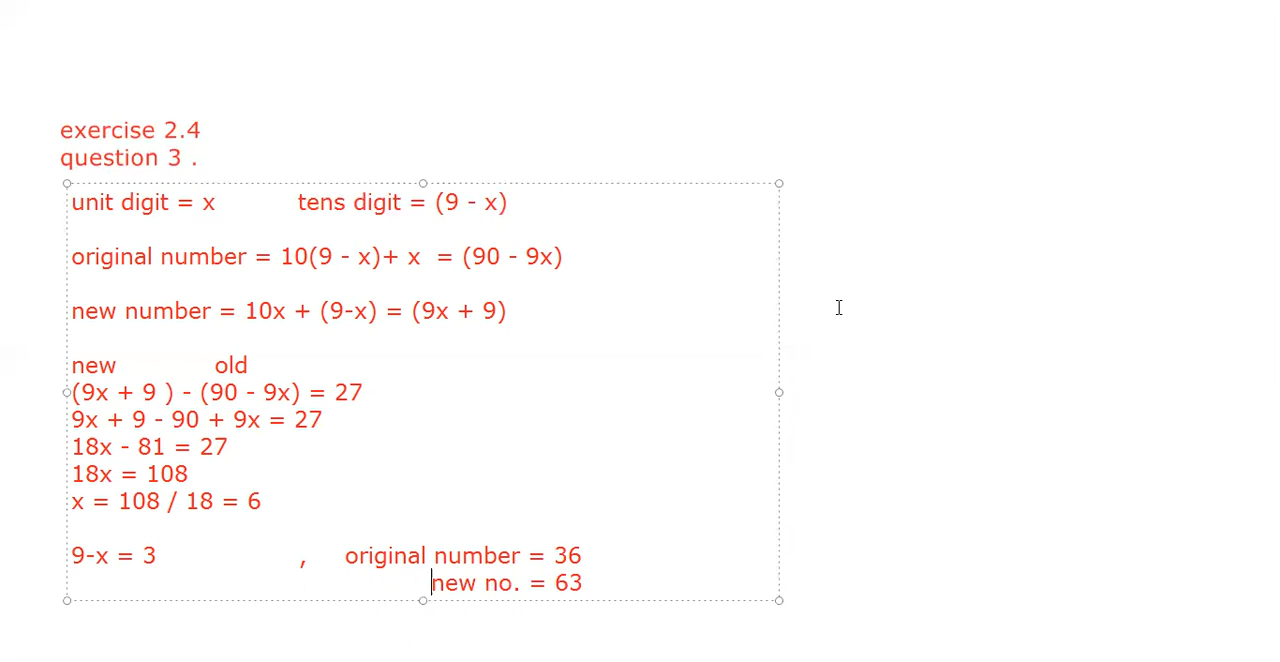 exercise 2.4
question 3 .
unit digit = x tens digit = (9 - x)
original number = 10(9 - x)+ x = (90 - 9x)
new number = 10x + (9-x) = (9x + 9)
new old
(9x + 9 ) - (90 - 9x) = 27
9x + 9 - 90 + 9x = 27
18x - 81 = 27
18x = 108
x = 108 / 18 = 6
9-x = 3 , original number = 36
new no. = 63